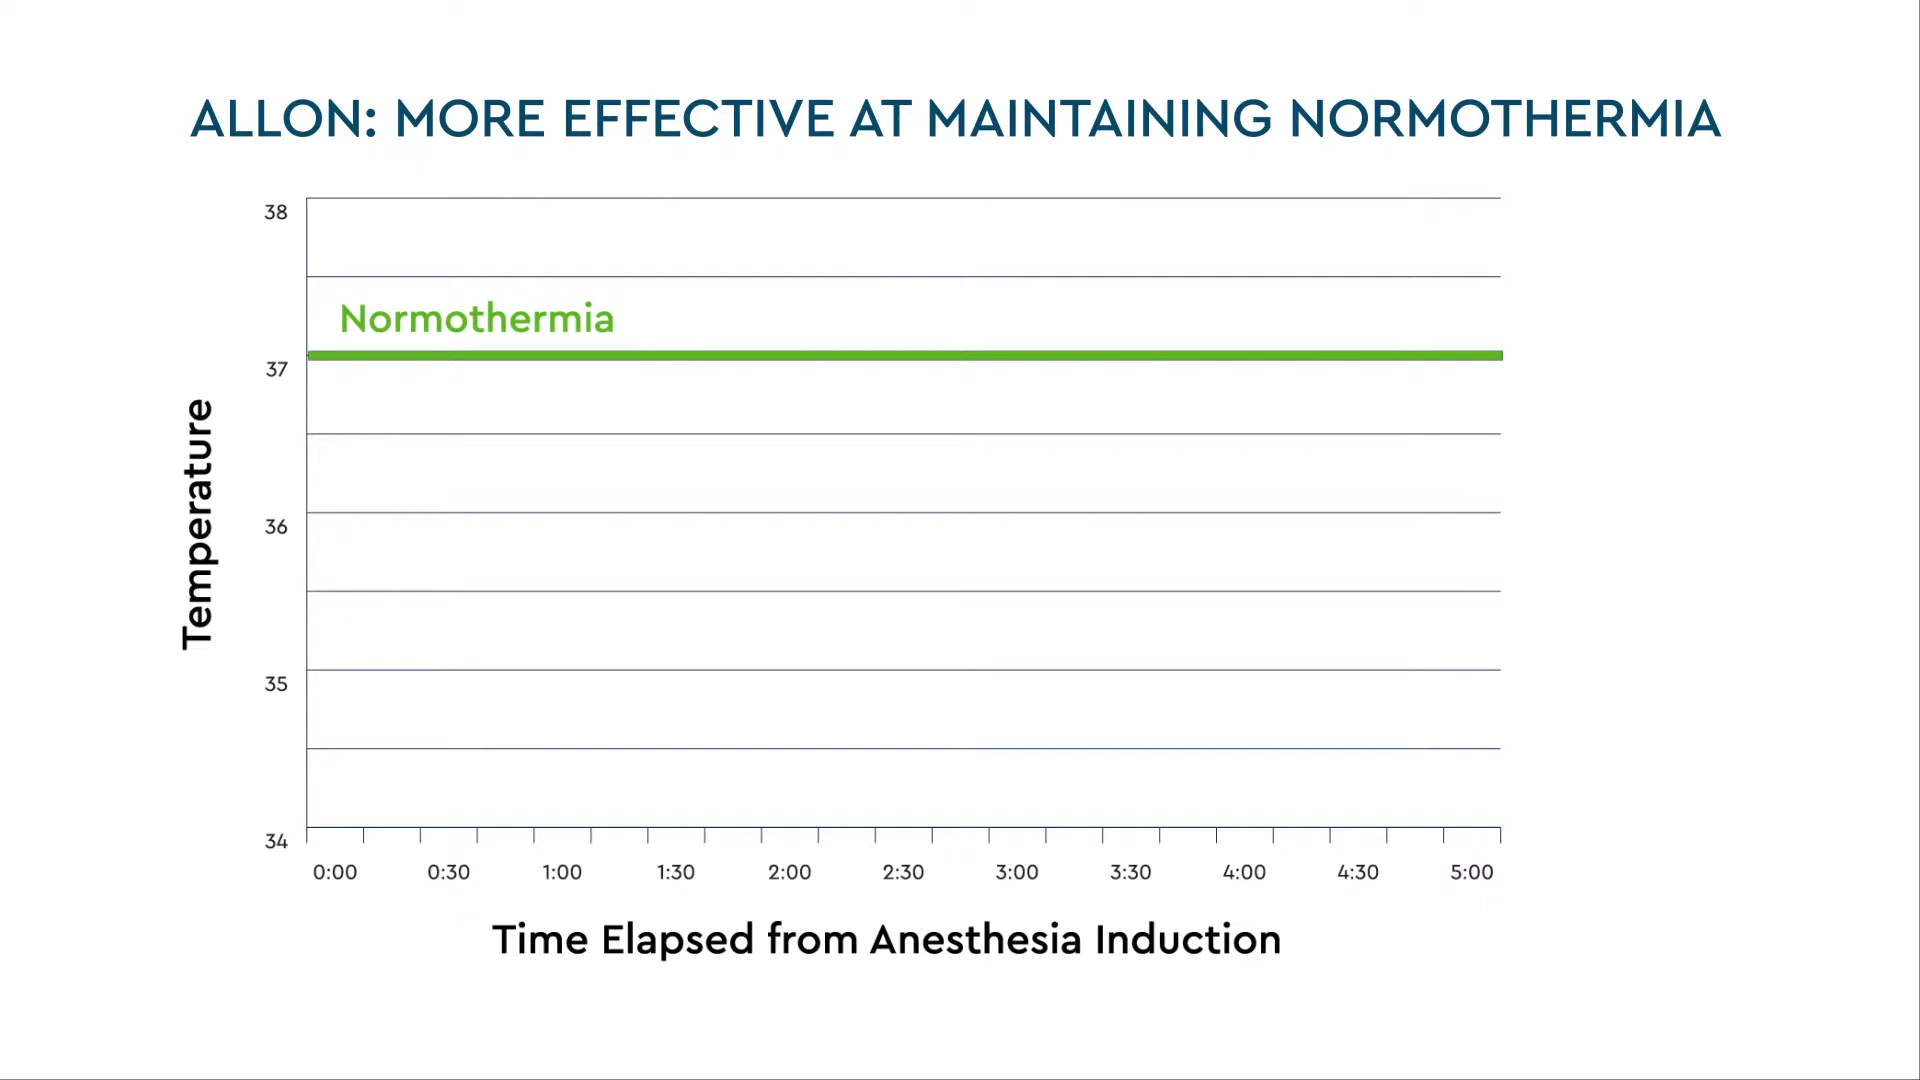 ALLON: MORE EFFECTIVE AT MAINTAINING NORMOTHERMIA
38
Normothermia
37
Temperature
36
35
34
0:00 0:30 1:00 1:30 2:00 2:30 3:00 3:30 4:00 4:30 5:00
Time Elapsed from Anesthesia Induction